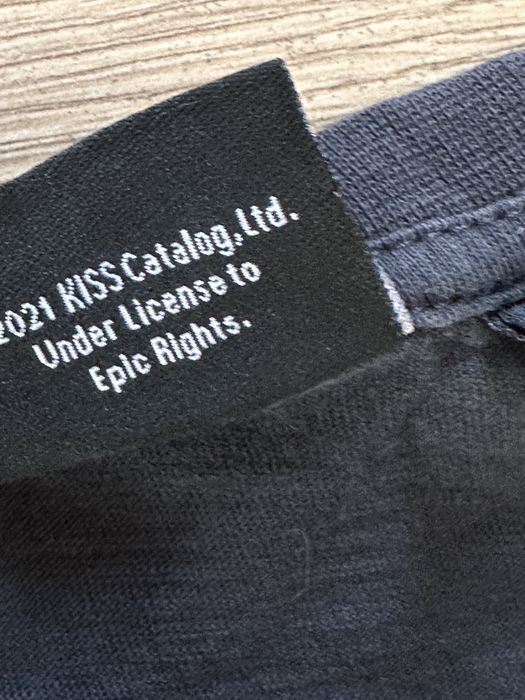 2021 KISS Catalog, Ltd.
Under License to
Epic Rights.